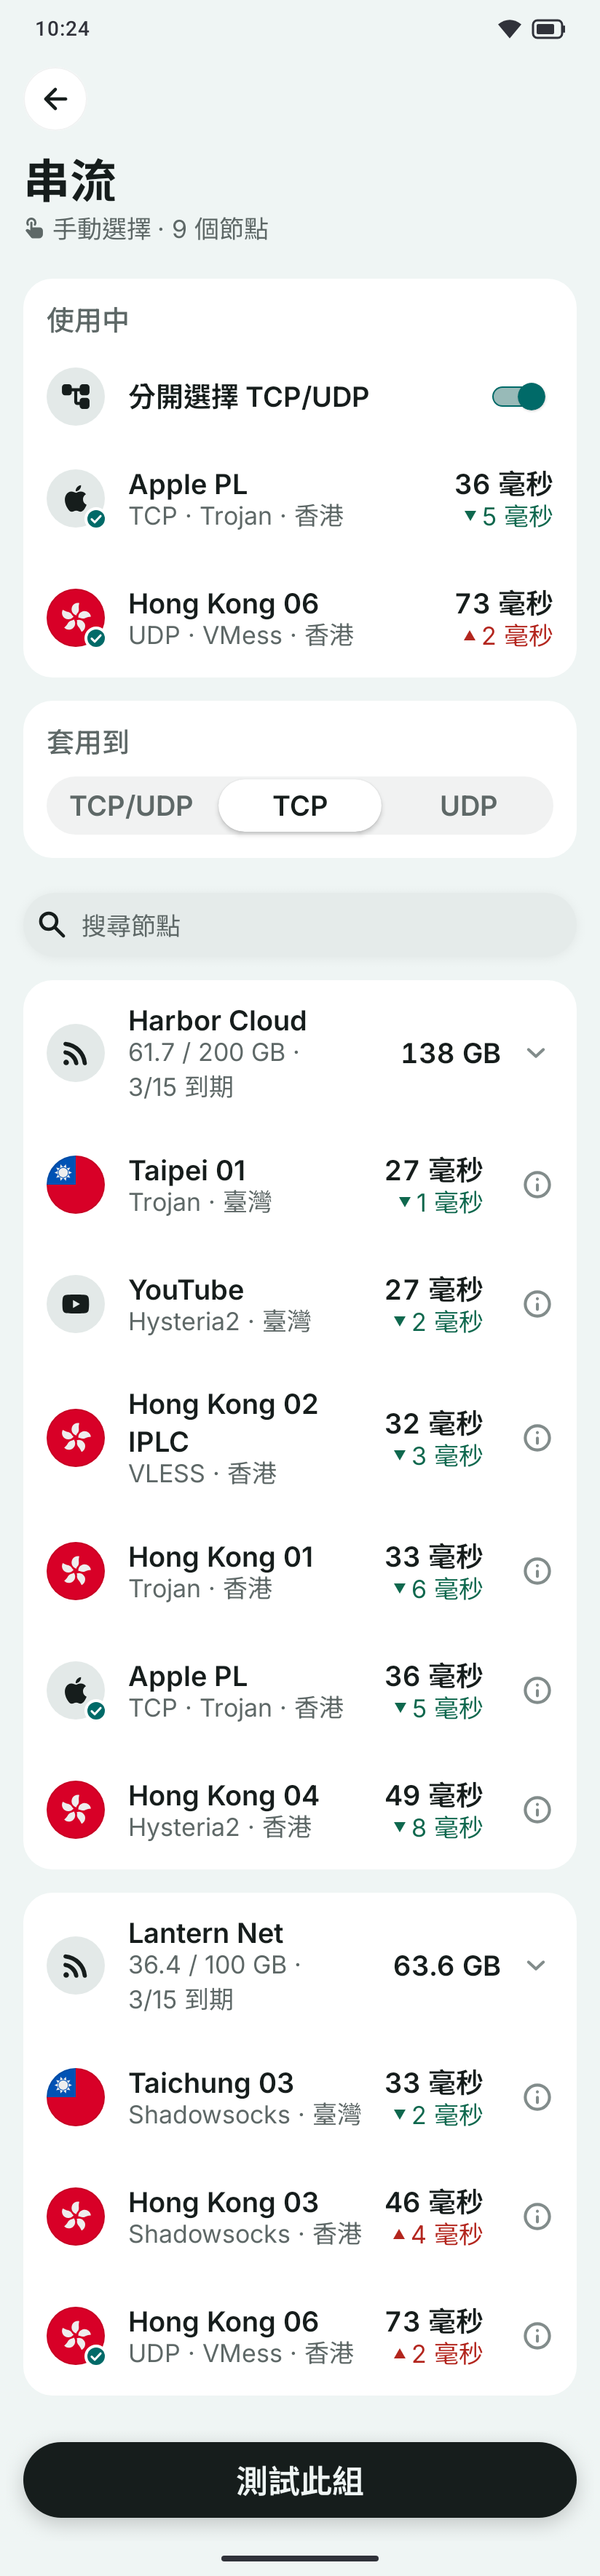 10:24
串流
手動選擇 · 9 個節點
使用中
分開選擇 TCP/UDP
Apple PL
36 毫秒
TCP · Trojan · 香港
▼5 毫秒
Hong Kong 06
73 毫秒
UDP · VMess · 香港
▲2 毫秒
套用到
TCP/UDP
TCP
UDP
搜尋節點
Harbor Cloud
61.7 / 200 GB ·
3/15 到期
138 GB
Taipei 01
27 毫秒
Trojan · 臺灣
▼1 毫秒
YouTube
27 毫秒
Hysteria2 · 臺灣
▼2 毫秒
Hong Kong 02
IPLC
32 毫秒
VLESS · 香港
▼3 毫秒
Hong Kong 01
33 毫秒
Trojan · 香港
▼6 毫秒
Apple PL
36 毫秒
TCP · Trojan · 香港
▼5 毫秒
Hong Kong 04
49 毫秒
Hysteria2 · 香港
▼8 毫秒
Lantern Net
36.4 / 100 GB ·
3/15 到期
63.6 GB
Taichung 03
33 毫秒
Shadowsocks · 臺灣
▼2 毫秒
Hong Kong 03
46 毫秒
Shadowsocks · 香港
▲4 毫秒
Hong Kong 06
73 毫秒
UDP · VMess · 香港
▲2 毫秒
測試此組